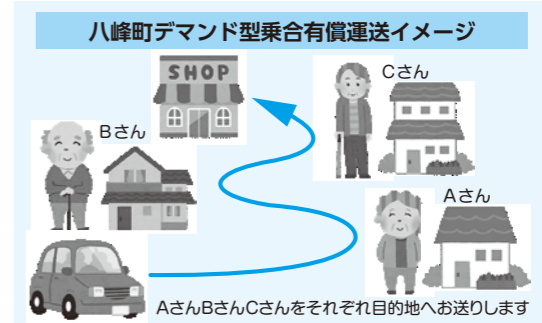 八峰町デマンド型乗合有償運送イメージ
SHOP
Cさん
Bさん
Aさん
AさんBさんCさんをそれぞれ目的地へお送りします